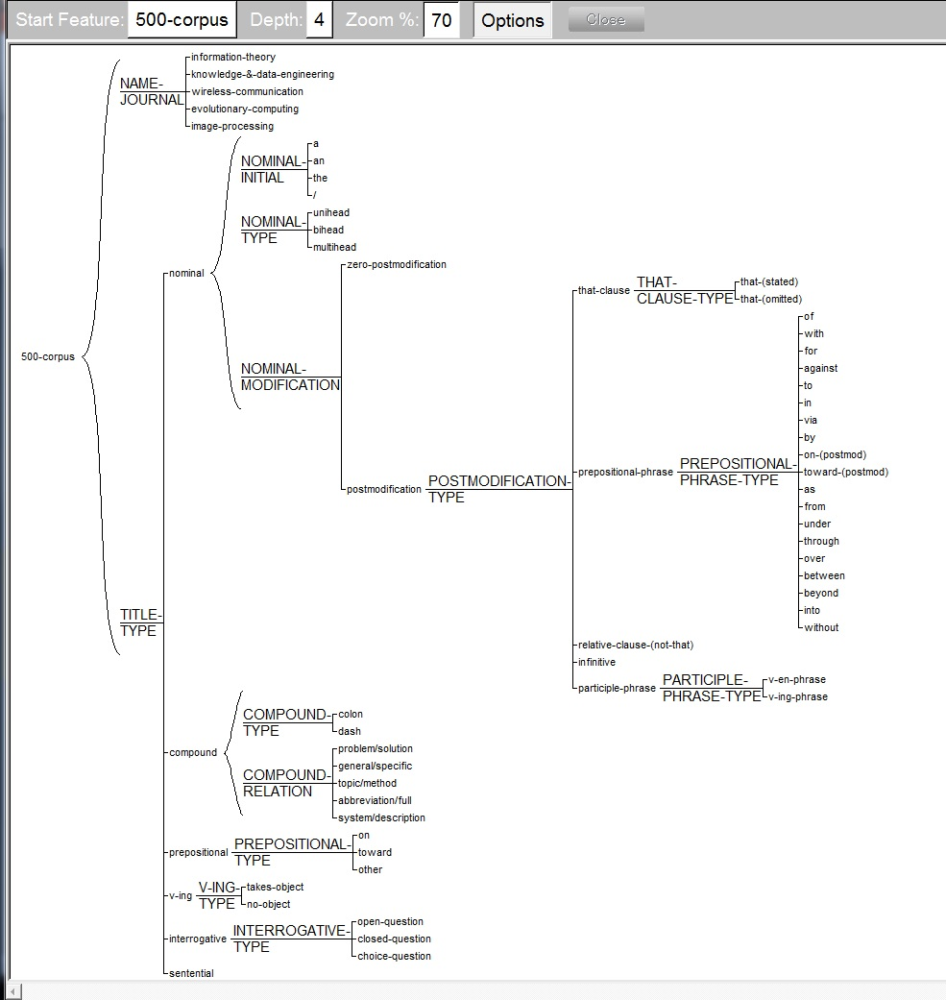 Start Feature: 500-corpus Depth: 4 Zoom %: 70 Options Close
information-theory
NAME-
JOURNAL
knowledge-&-data-engineering
wireless-communication
evolutionary-computing
image-processing
a
NOMINAL-
INITIAL
an
the
/
unihead
NOMINAL-
TYPE
bihead
multihead
zero-postmodification
nominal
that-clause
THAT-
CLAUSE-TYPE
that-(stated)
that-(omitted)
of
with
for
500-corpus
against
NOMINAL-
MODIFICATION
to
in
via
by
on-(postmod)
prepositional-phrase
PREPOSITIONAL-
PHRASE-TYPE
toward-(postmod)
postmodification
POSTMODIFICATION-
TYPE
as
from
under
through
over
between
beyond
into
TITLE-
TYPE
without
relative-clause-(not-that)
infinitive
participle-phrase
PARTICIPLE-
PHRASE-TYPE
v-en-phrase
v-ing-phrase
COMPOUND-
TYPE
colon
dash
compound
problem/solution
general/specific
COMPOUND-
RELATION
topic/method
abbreviation/full
system/description
on
prepositional
PREPOSITIONAL-
TYPE
toward
other
v-ing
V-ING-
TYPE
takes-object
no-object
open-question
interrogative
INTERROGATIVE-
TYPE
closed-question
choice-question
sentential